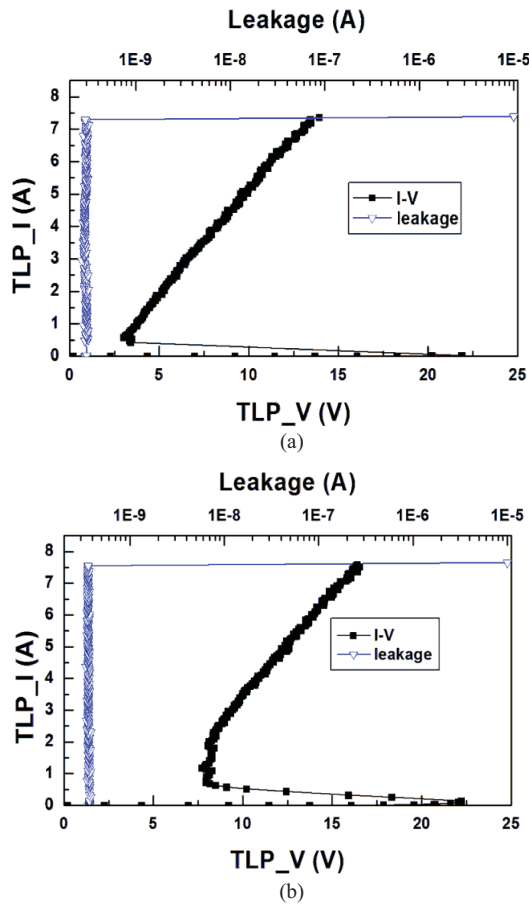 Leakage (A)
1E-9 1E-8 1E-7 1E-6 1E-5
8
7
6
5
4
3
2
1
0
TLP_I (A)
I-V
leakage
0 5 10 15 20 25
TLP_V (V)
(a)
Leakage (A)
1E-9 1E-8 1E-7 1E-6 1E-5
8
7
6
5
4
3
2
1
0
TLP_I (A)
I-V
leakage
0 5 10 15 20 25
TLP_V (V)
(b)